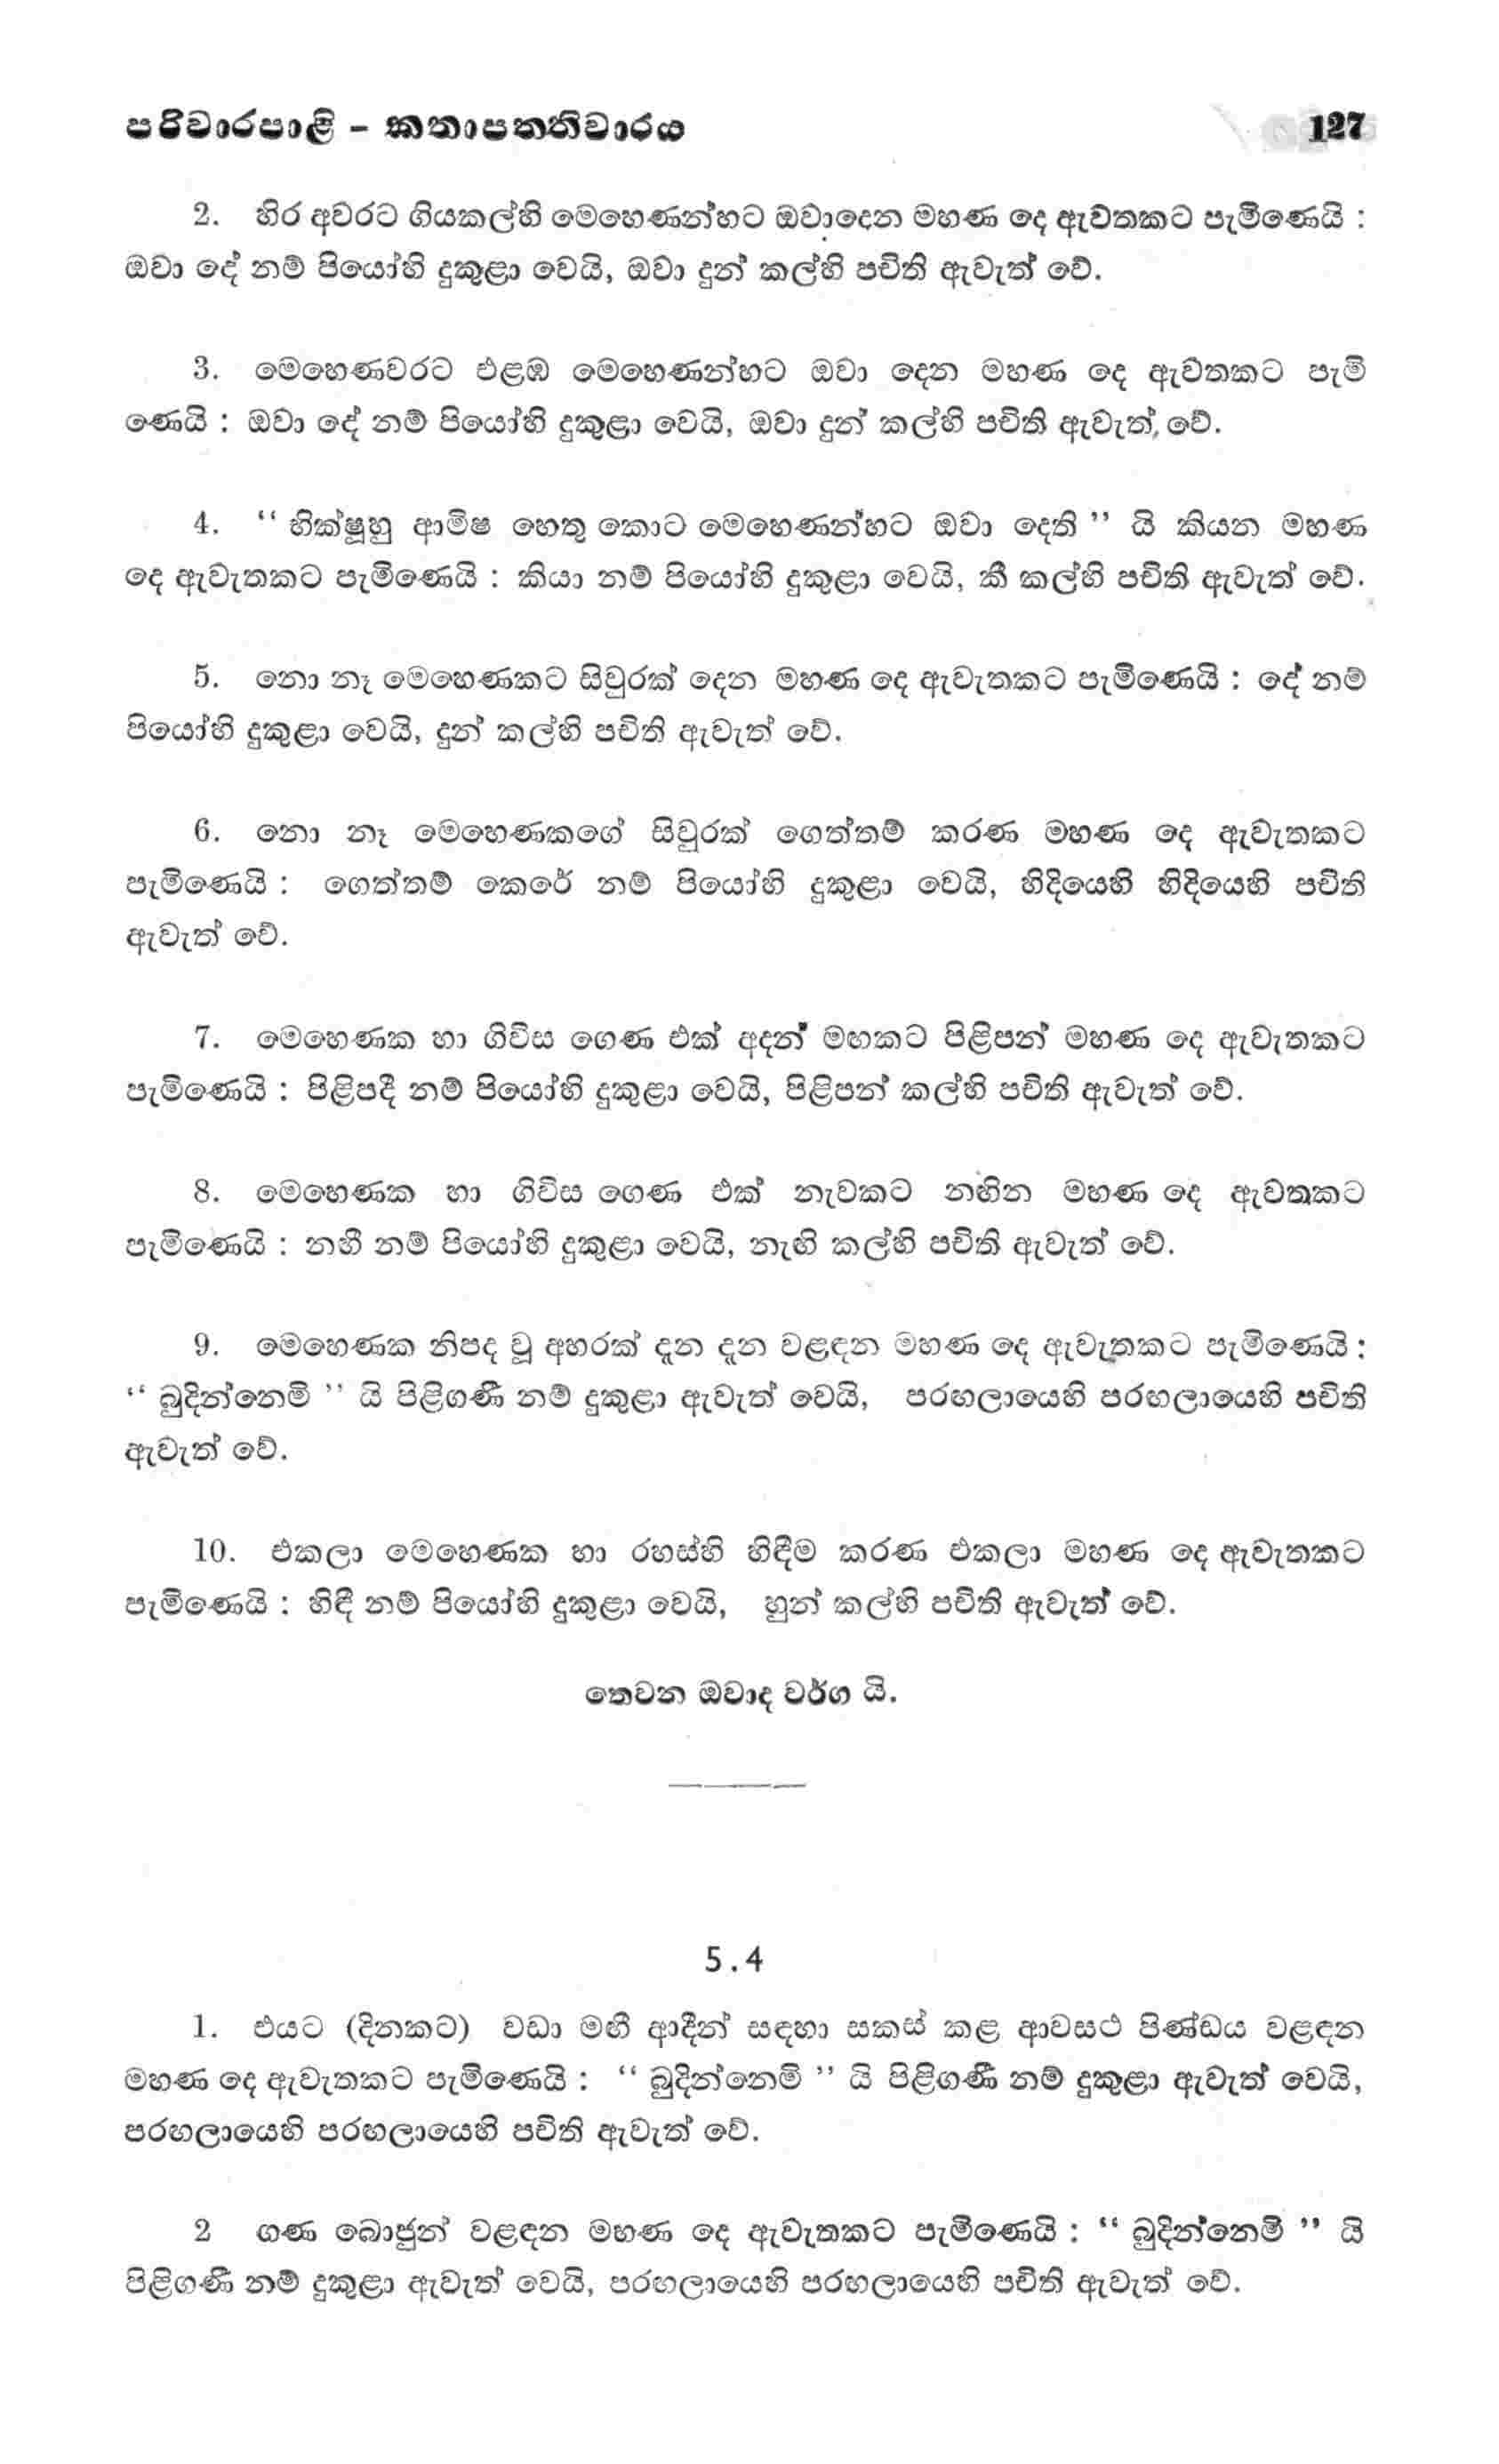 පරිවාරපාළි - කතාපත්තිවාරය 127
2. හිර අවරට ගියකල්හි මෙහෙණන්හට ඔවාදෙන මහණ දෙ ඇවතකට පැමිණෙයි :
ඔවා දේ නම් පියෝහි දුකුළා වෙයි, ඔවා දුන් කල්හි පචිති ඇවැත් වේ.
3. මෙහෙණවරට එළඹ මෙහෙණන්හට ඔවා දෙන මහණ දෙ ඇවතකට පැමි
ණෙයි : ඔවා දේ නම් පියෝහි දුකුළා වෙයි, ඔවා දුන් කල්හි පචිති ඇවැත් වේ.
4. “ භික්ෂූහු ආමිෂ හෙතු කොට මෙහෙණන්හට ඔවා දෙති ” යි කියන මහණ
දෙ ඇවැතකට පැමිණෙයි : කියා නම් පියෝහි දුකුළා වෙයි, කී කල්හි පචිති ඇවැත් වේ.
5. නො නෑ මෙහෙණකට සිවුරක් දෙන මහණ දෙ ඇවැතකට පැමිණෙයි : දේ නම්
පියෝහි දුකුළා වෙයි, දුන් කල්හි පචිති ඇවැත් වේ.
6. නො නෑ මෙහෙණකගේ සිවුරක් ගෙත්තම් කරණ මහණ දෙ ඇවැතකට
පැමිණෙයි : ගෙත්තම් කෙරේ නම් පියෝහි දුකුළා වෙයි, හිදියෙහි හිදියෙහි පචිති
ඇවැත් වේ.
7. මෙහෙණක හා ගිවිස ගෙණ එක් අදන් මඟකට පිළිපන් මහණ දෙ ඇවැතකට
පැමිණෙයි : පිළිපදී නම් පියෝහි දුකුළා වෙයි, පිළිපන් කල්හි පචිති ඇවැත් වේ.
8. මෙහෙණක හා ගිවිස ගෙණ එක් නැවකට නඟින මහණ දෙ ඇවතකට
පැමිණෙයි : නඟී නම් පියෝහි දුකුළා වෙයි, නැඟි කල්හි පචිති ඇවැත් වේ.
9. මෙහෙණක නිපද වූ අහරක් දැන දැන වළඳන මහණ දෙ ඇවැතකට පැමිණෙයි :
“ බුදින්නෙමි ” යි පිළිගණී නම් දුකුළා ඇවැත් වෙයි, පරඟලායෙහි පරඟලායෙහි පචිති
ඇවැත් වේ.
10. එකලා මෙහෙණක හා රහස්හි හිඳීම කරණ එකලා මහණ දෙ ඇවැතකට
පැමිණෙයි : හිඳී නම් පියෝහි දුකුළා වෙයි, හුන් කල්හි පචිති ඇවැත් වේ.
තෙවන ඔවාද වර්ග යි.
5.4
1. එයට (දිනකට) වඩා මඟී ආදීන් සඳහා සකස් කළ ආවසථ පිණ්ඩය වළඳන
මහණ දෙ ඇවැතකට පැමිණෙයි : “ බුදින්නෙමි ” යි පිළිගණී නම් දුකුළා ඇවැත් වෙයි,
පරඟලායෙහි පරඟලායෙහි පචිති ඇවැත් වේ.
2 ගණ බොජුන් වළඳන මහණ දෙ ඇවැතකට පැමිණෙයි : “ බුදින්නෙමි ” යි
පිළිගණී නම් දුකුළා ඇවැත් වෙයි, පරඟලායෙහි පරඟලායෙහි පචිති ඇවැත් වේ.